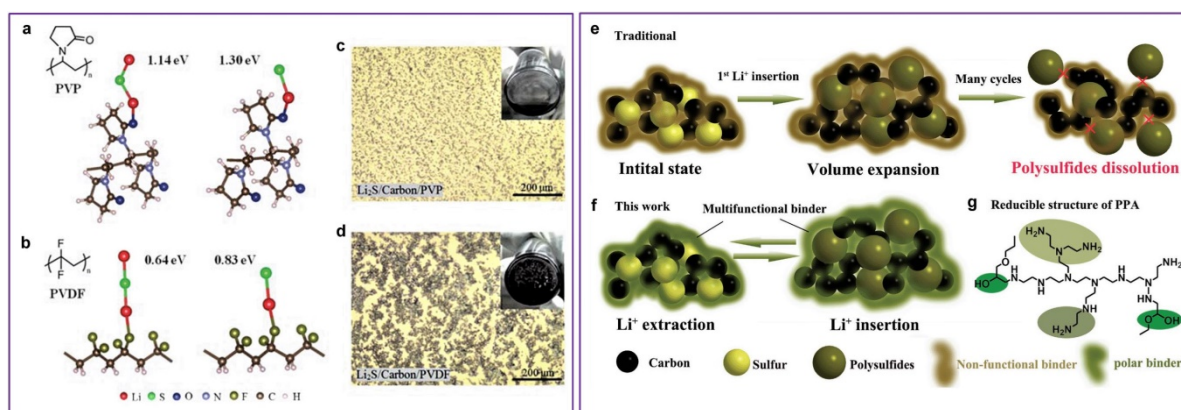 a
PVP
1.14 eV
1.30 eV
b
PVDF
0.64 eV
0.83 eV
Li S O N F C H
c
Li₂S/Carbon/PVP
200 μm
d
Li₂S/Carbon/PVDF
200 μm
e Traditional
1st Li⁺ insertion
Many cycles
Intital state
Volume expansion
Polysulfides dissolution
f This work
Multifunctional binder
Li⁺ extraction
Li⁺ insertion
g Reducible structure of PPA
Carbon
Sulfur
Polysulfides
Non-functional binder
polar binder